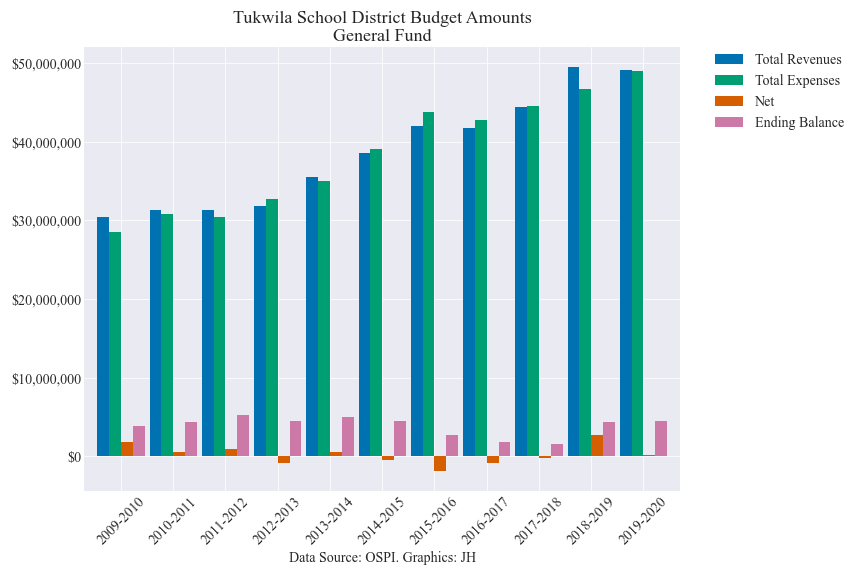 Tukwila School District Budget Amounts
General Fund
$50,000,000
$40,000,000
$30,000,000
$20,000,000
$10,000,000
$0
2009-2010
2010-2011
2011-2012
2012-2013
2013-2014
2014-2015
2015-2016
2016-2017
2017-2018
2018-2019
2019-2020
Data Source: OSPI. Graphics: JH
Total Revenues
Total Expenses
Net
Ending Balance